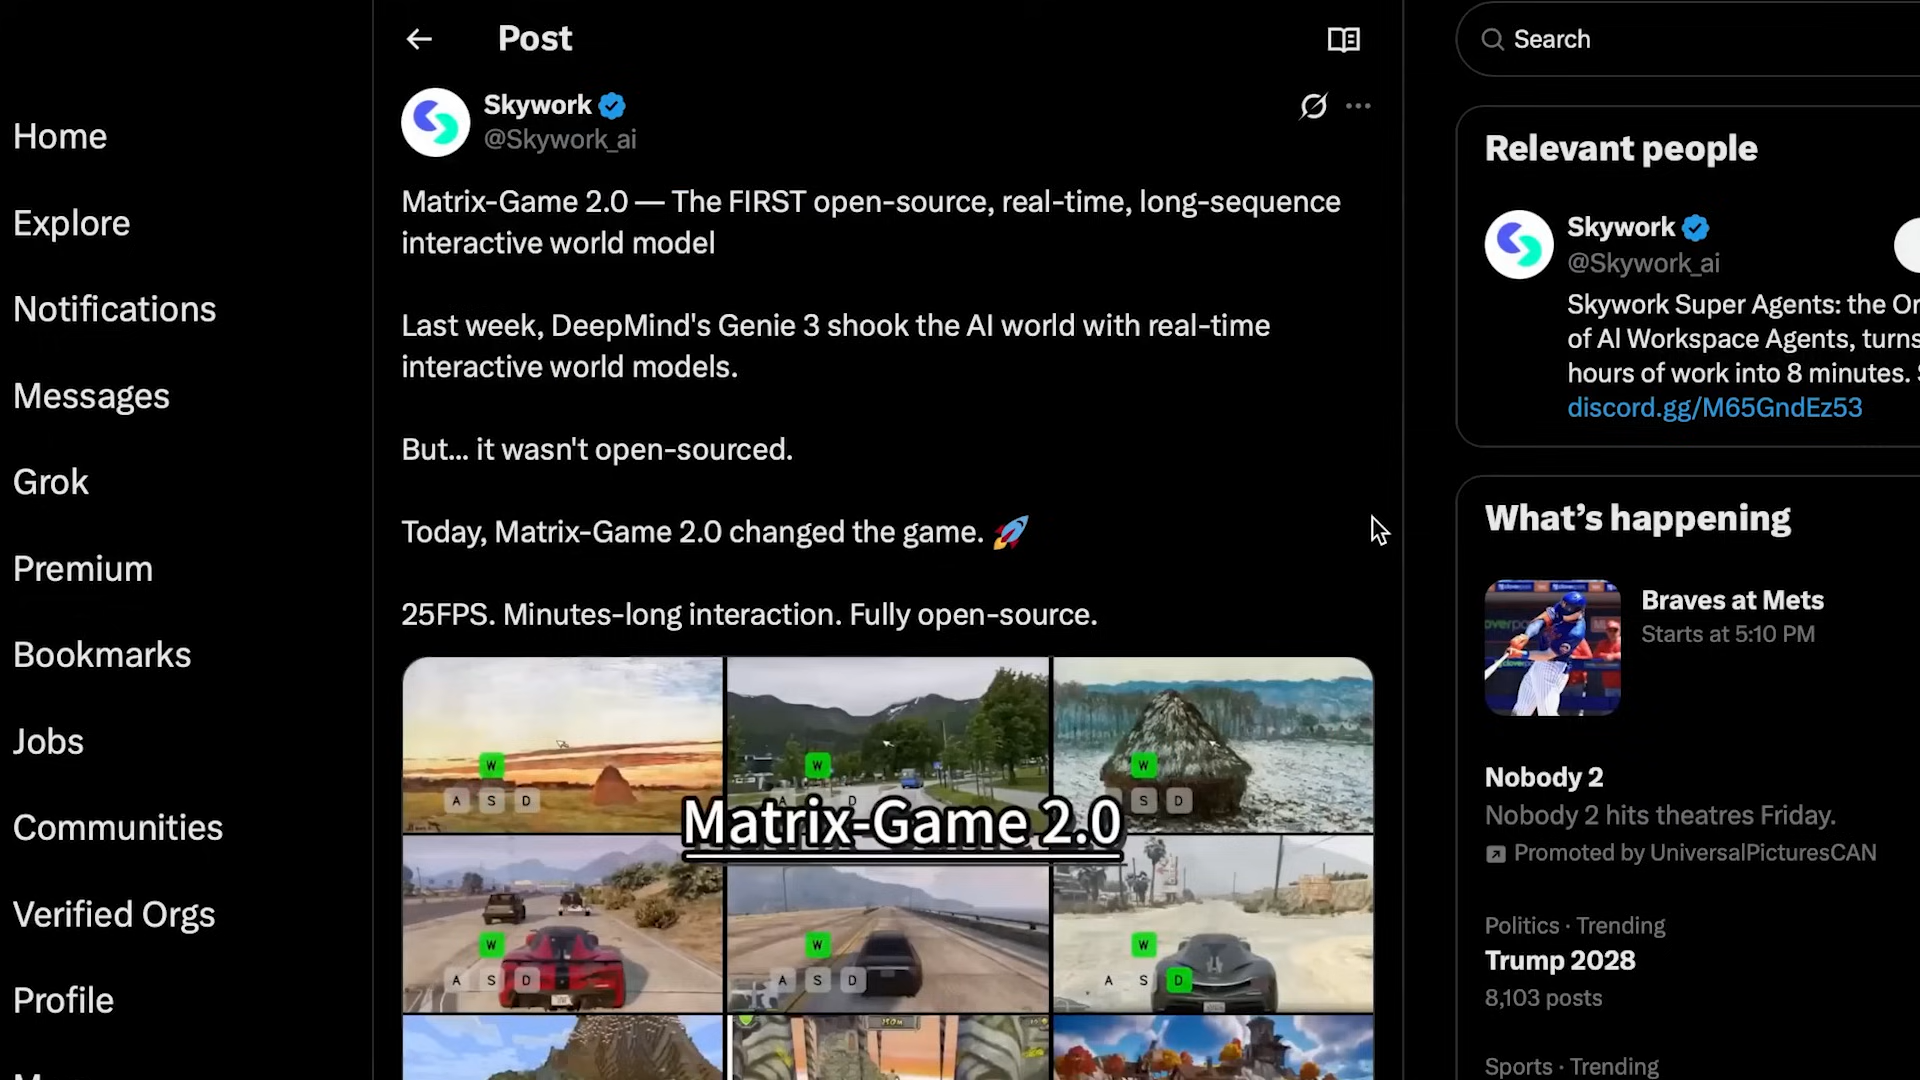 Home
Explore
Notifications
Messages
Grok
Premium
Bookmarks
Jobs
Communities
Verified Orgs
Profile
Post
Skywork
@Skywork_ai
Matrix-Game 2.0 — The FIRST open-source, real-time, long-sequence
interactive world model
Last week, DeepMind's Genie 3 shook the AI world with real-time
interactive world models.
But... it wasn't open-sourced.
Today, Matrix-Game 2.0 changed the game. 🚀
25FPS. Minutes-long interaction. Fully open-source.
W
A S D
W
D
W
S D
Matrix-Game 2.0
W
A S D
W
A S D
W
A S D
Search
Relevant people
Skywork
@Skywork_ai
Skywork Super Agents: the Or
of AI Workspace Agents, turns
hours of work into 8 minutes.
discord.gg/M65GndEz53
What's happening
Braves at Mets
Starts at 5:10 PM
Nobody 2
Nobody 2 hits theatres Friday.
Promoted by UniversalPicturesCAN
Politics · Trending
Trump 2028
8,103 posts
Sports · Trending